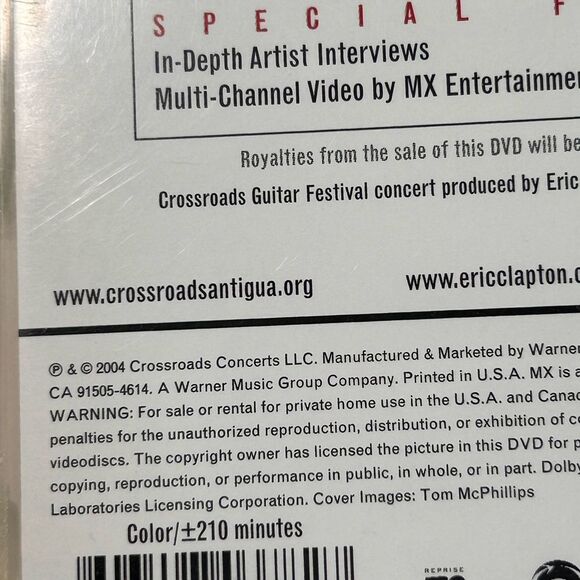 SPECIAL F
In-Depth Artist Interviews
Multi-Channel Video by MX Entertainme
Royalties from the sale of this DVD will be
Crossroads Guitar Festival concert produced by Eric
www.crossroadsantigua.org www.ericclapton.
℗ & © 2004 Crossroads Concerts LLC. Manufactured & Marketed by Warner
CA 91505-4614. A Warner Music Group Company. Printed in U.S.A. MX is a
WARNING: For sale or rental for private home use in the U.S.A. and Canad
penalties for the unauthorized reproduction, distribution, or exhibition of co
videodiscs. The copyright owner has licensed the picture in this DVD for p
copying, reproduction, or performance in public, in whole, or in part. Dolby
Laboratories Licensing Corporation. Cover Images: Tom McPhillips
Color/±210 minutes
REPRISE